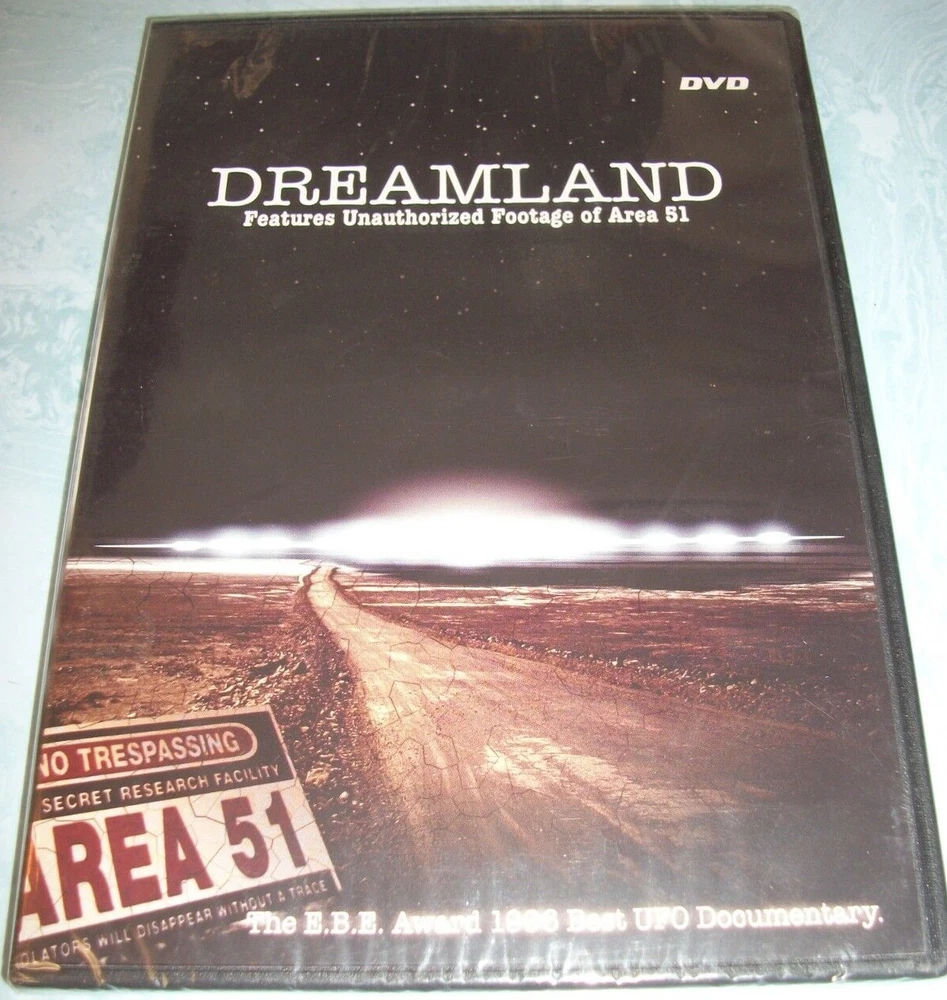 DVD
DREAMLAND
Features Unauthorized Footage of Area 51
NO TRESPASSING
SECRET RESEARCH FACILITY
AREA 51
OLATORS WILL DISAPPEAR WITHOUT A TRACE
The E.B.E. Award 1996 Best UFO Documentary.